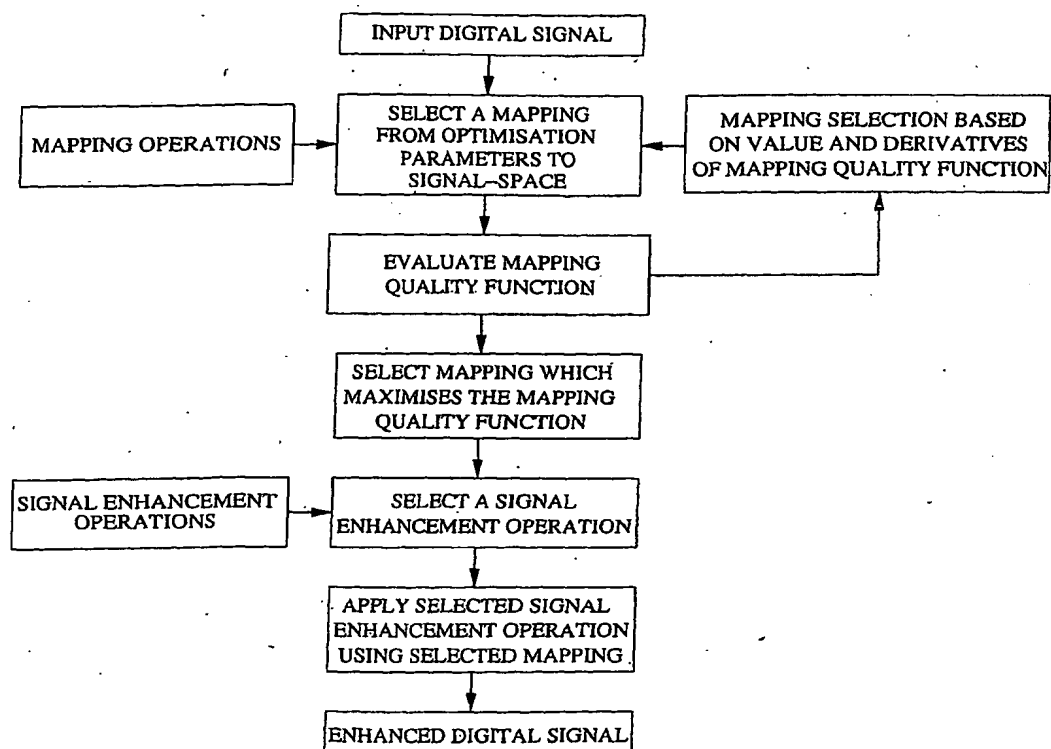 INPUT DIGITAL SIGNAL
MAPPING OPERATIONS
SELECT A MAPPING
FROM OPTIMISATION
PARAMETERS TO
SIGNAL-SPACE
MAPPING SELECTION BASED
ON VALUE AND DERIVATIVES
OF MAPPING QUALITY FUNCTION
EVALUATE MAPPING
QUALITY FUNCTION
SELECT MAPPING WHICH
MAXIMISES THE MAPPING
QUALITY FUNCTION
SIGNAL ENHANCEMENT
OPERATIONS
SELECT A SIGNAL
ENHANCEMENT OPERATION
APPLY SELECTED SIGNAL
ENHANCEMENT OPERATION
USING SELECTED MAPPING
ENHANCED DIGITAL SIGNAL